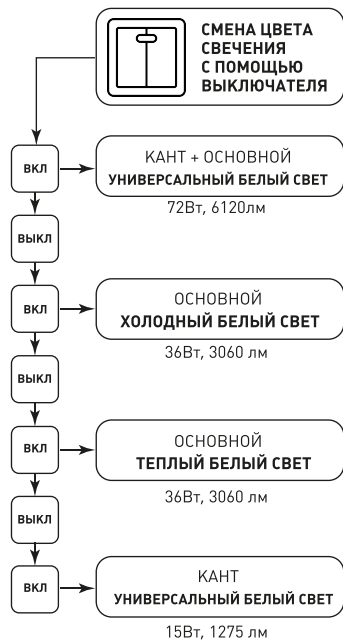 СМЕНА ЦВЕТА
СВЕЧЕНИЯ
С ПОМОЩЬЮ
ВЫКЛЮЧАТЕЛЯ
ВКЛ
КАНТ + ОСНОВНОЙ
УНИВЕРСАЛЬНЫЙ БЕЛЫЙ СВЕТ
72Вт, 6120лм
ВЫКЛ
ВКЛ
ОСНОВНОЙ
ХОЛОДНЫЙ БЕЛЫЙ СВЕТ
36Вт, 3060 лм
ВЫКЛ
ВКЛ
ОСНОВНОЙ
ТЕПЛЫЙ БЕЛЫЙ СВЕТ
36Вт, 3060 лм
ВЫКЛ
ВКЛ
КАНТ
УНИВЕРСАЛЬНЫЙ БЕЛЫЙ СВЕТ
15Вт, 1275 лм